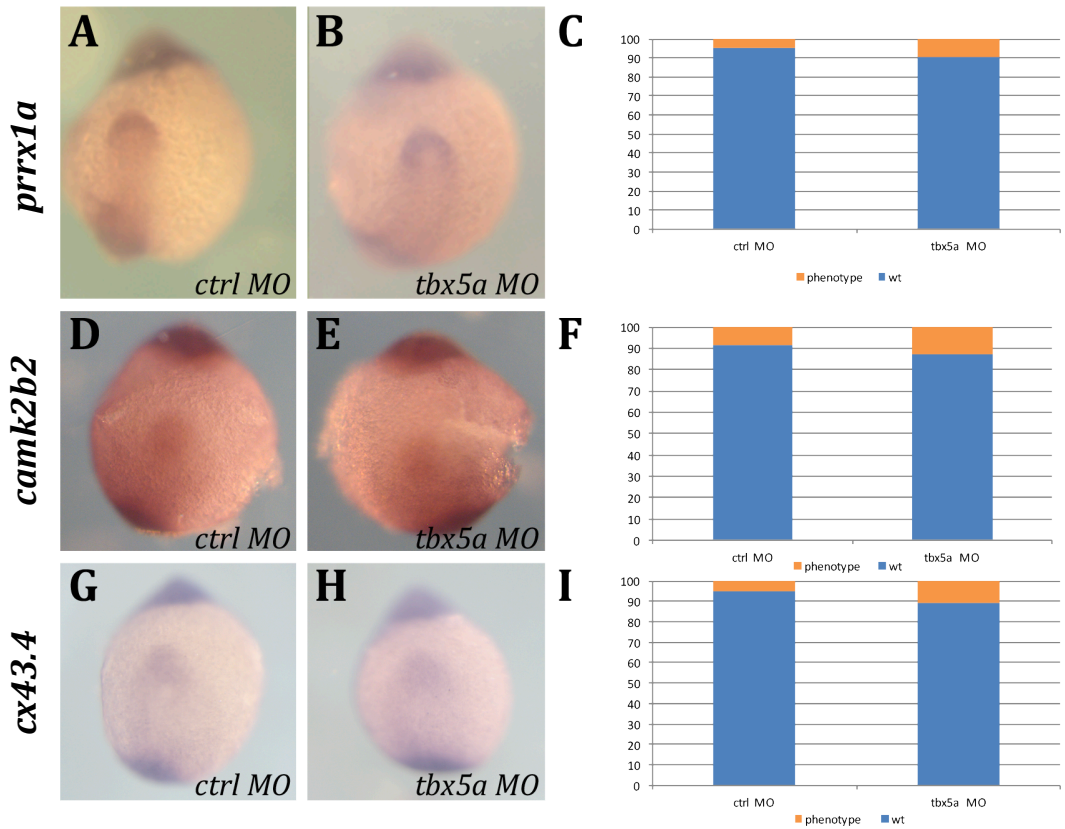 prrx1a
A
ctrl MO
B
tbx5a MO
C
100
90
80
70
60
50
40
30
20
10
0
ctrl MO
tbx5a MO
phenotype
wt
camk2b2
D
ctrl MO
E
tbx5a MO
F
100
90
80
70
60
50
40
30
20
10
0
ctrl MO
tbx5a MO
phenotype
wt
cx43.4
G
ctrl MO
H
tbx5a MO
I
100
90
80
70
60
50
40
30
20
10
0
ctrl MO
tbx5a MO
phenotype
wt